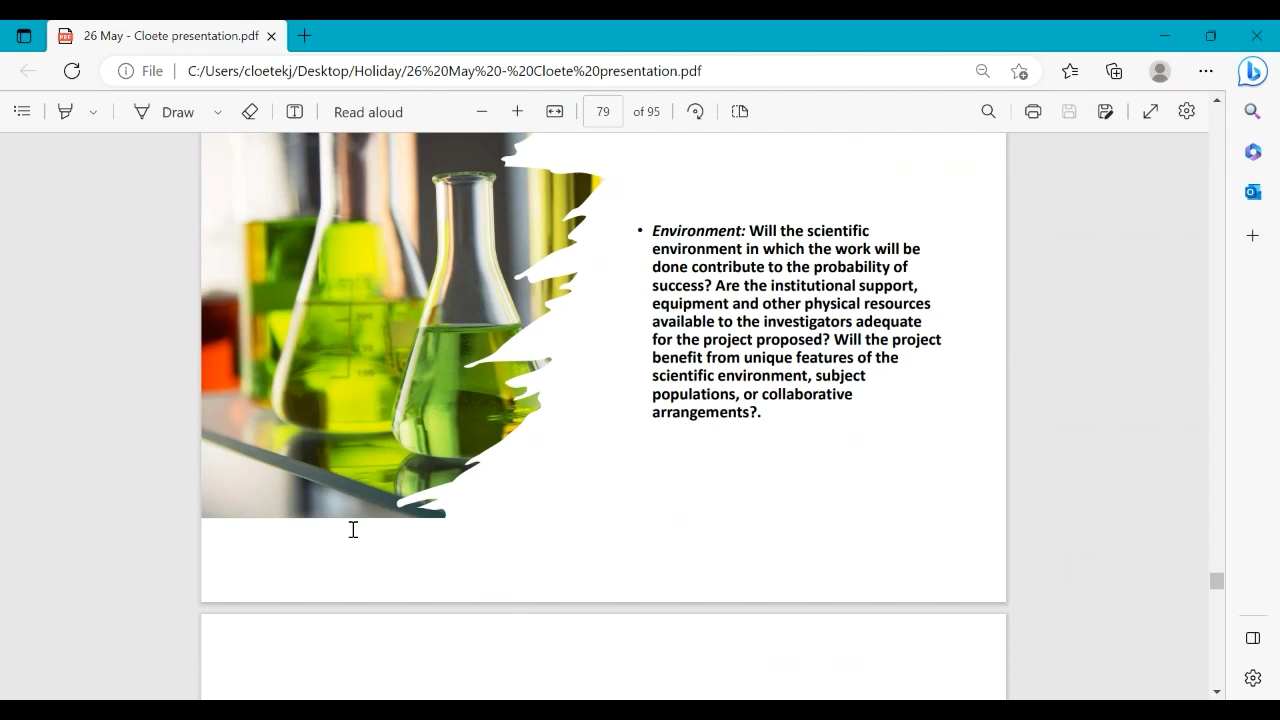 26 May - Cloete presentation.pdf
File
C:/Users/cloetekj/Desktop/Holiday/26%20May%20-%20Cloete%20presentation.pdf
Draw
Read aloud
79 of 95
• Environment: Will the scientific
environment in which the work will be
done contribute to the probability of
success? Are the institutional support,
equipment and other physical resources
available to the investigators adequate
for the project proposed? Will the project
benefit from unique features of the
scientific environment, subject
populations, or collaborative
arrangements?.